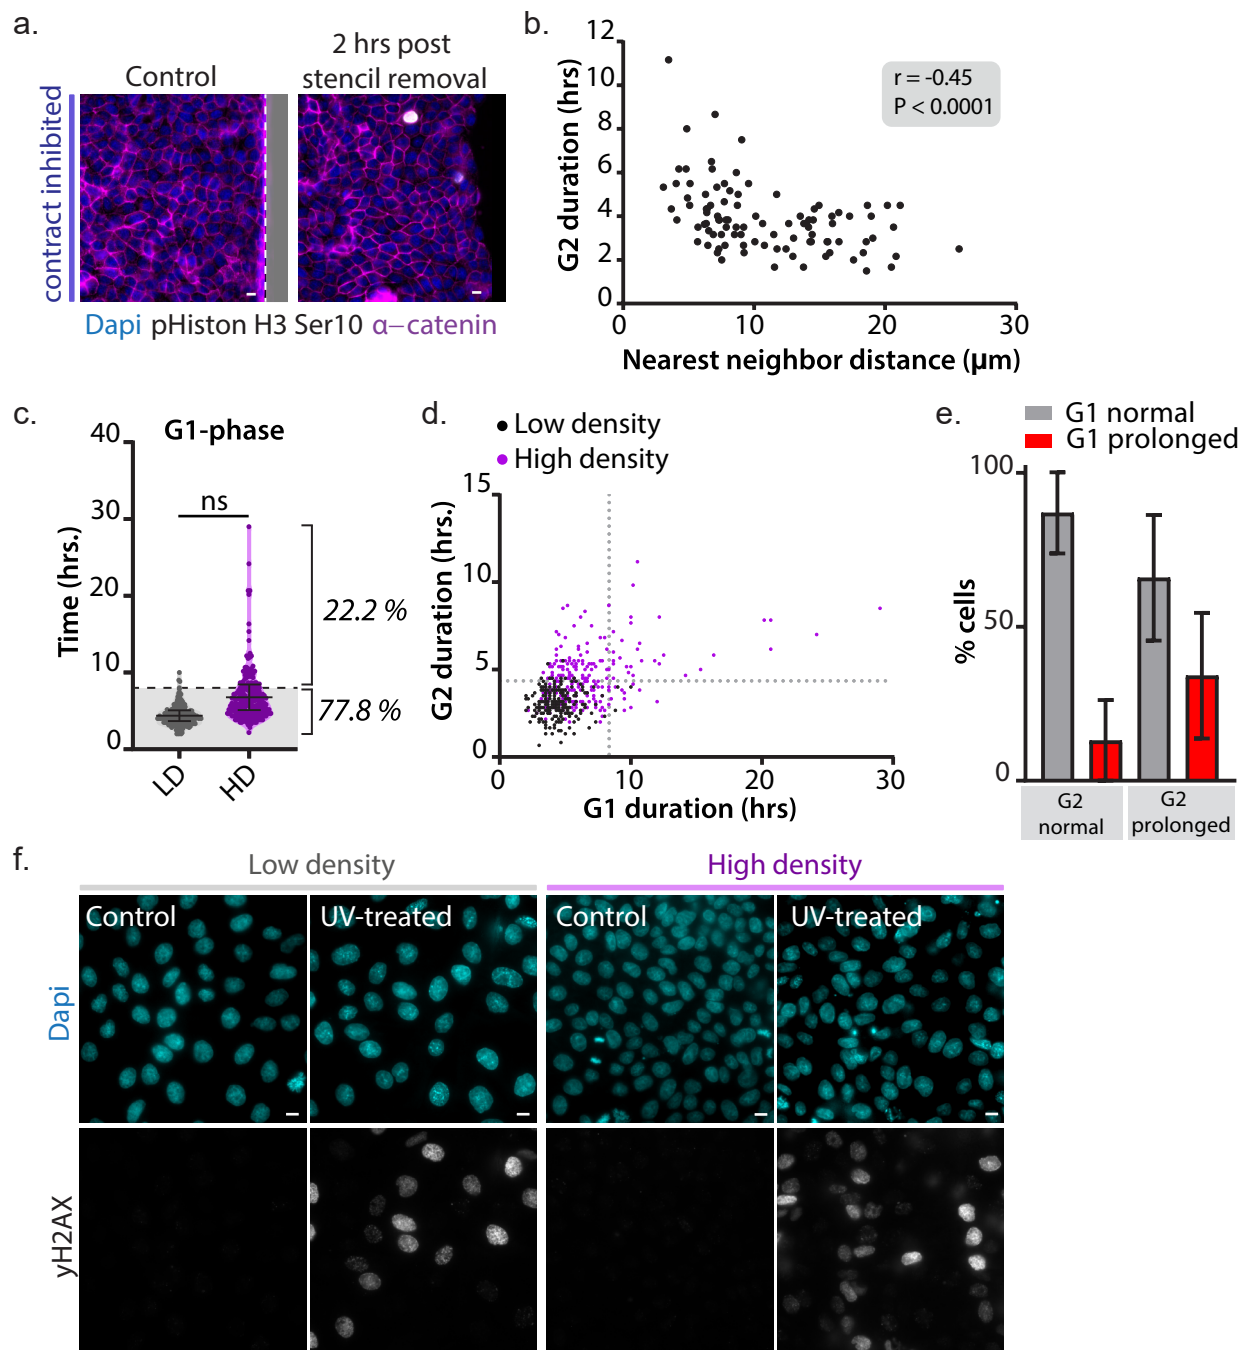 a.
Control
2 hrs post
stencil removal
contract inhibited
Dapi pHiston H3 Ser10 α–catenin
b.
12
10
8
6
4
2
0
G2 duration (hrs)
r = -0.45
P < 0.0001
0
10
20
30
Nearest neighbor distance (μm)
c.
G1-phase
40
30
20
10
0
Time (hrs.)
ns
22.2 %
77.8 %
LD
HD
d.
Low density
High density
15
10
5
0
G2 duration (hrs.)
0
10
20
30
G1 duration (hrs)
e.
G1 normal
G1 prolonged
100
50
0
% cells
G2
normal
G2
prolonged
f.
Low density
High density
Control
UV-treated
Control
UV-treated
Dapi
yH2AX